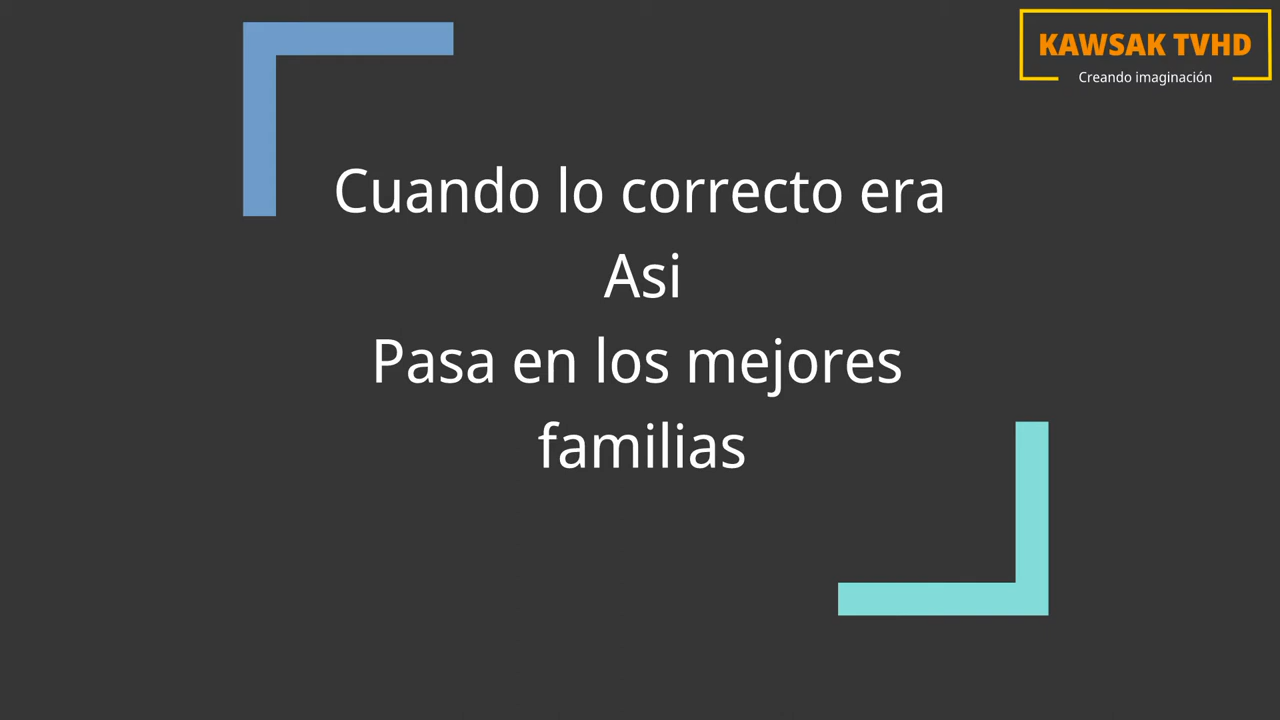 KAWSAK TVHD
Creando imaginación
Cuando lo correcto era
Asi
Pasa en los mejores
familias